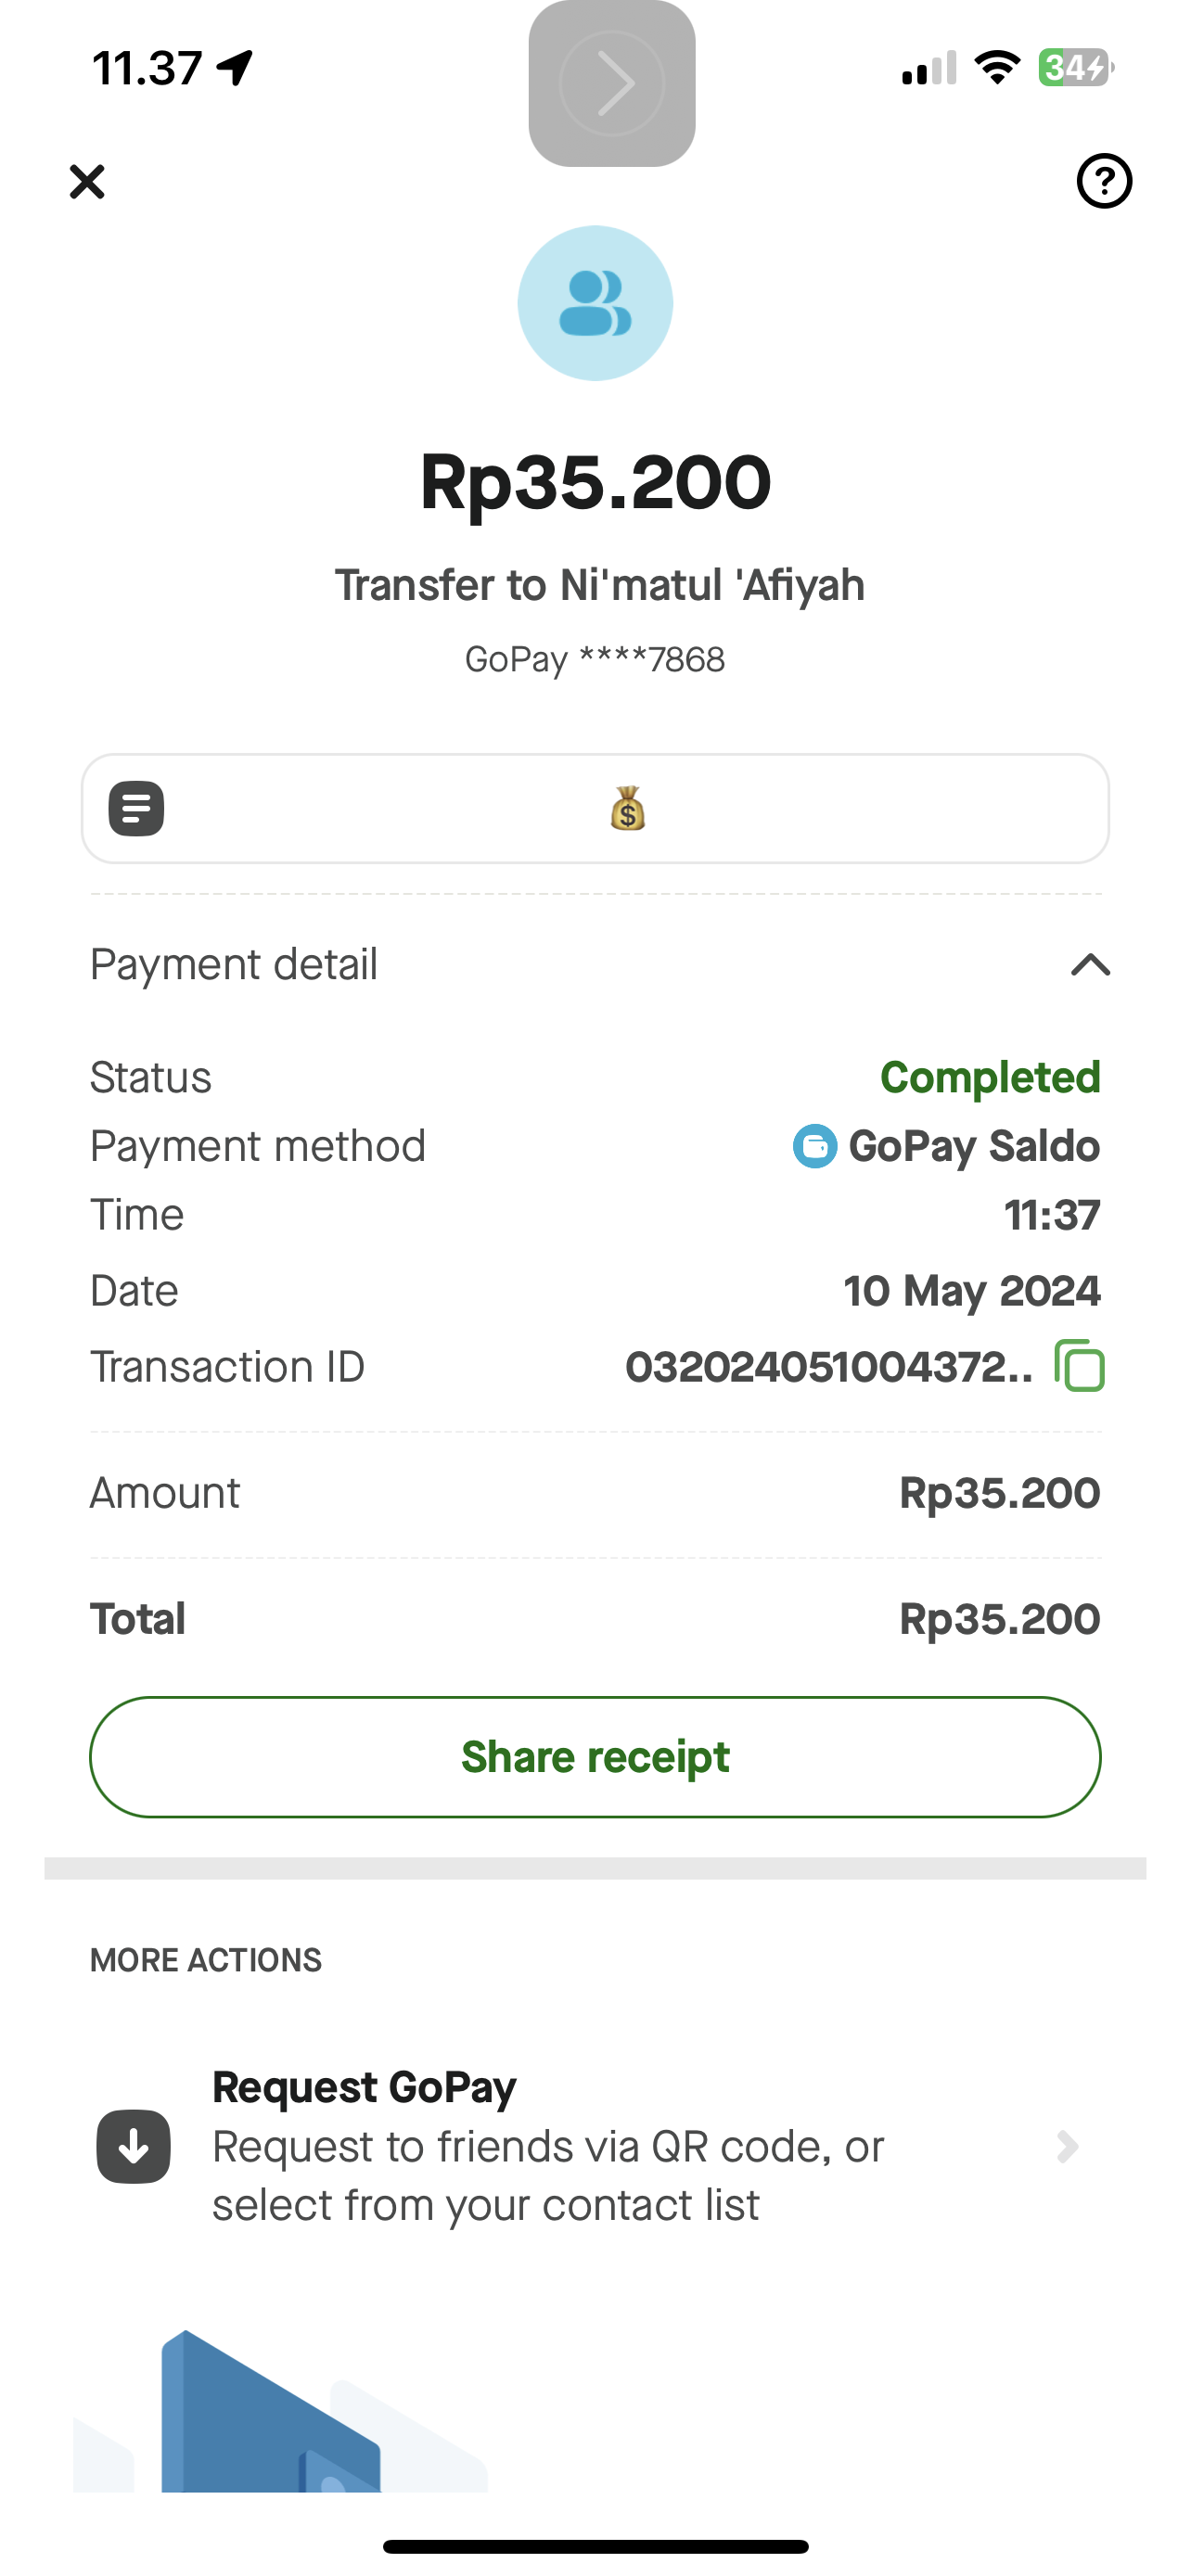 11.37
34
Rp35.200
Transfer to Ni'matul 'Afiyah
GoPay ****7868
Payment detail
Status Completed
Payment method GoPay Saldo
Time 11:37
Date 10 May 2024
Transaction ID 032024051004372..
Amount Rp35.200
Total Rp35.200
Share receipt
MORE ACTIONS
Request GoPay
Request to friends via QR code, or
select from your contact list